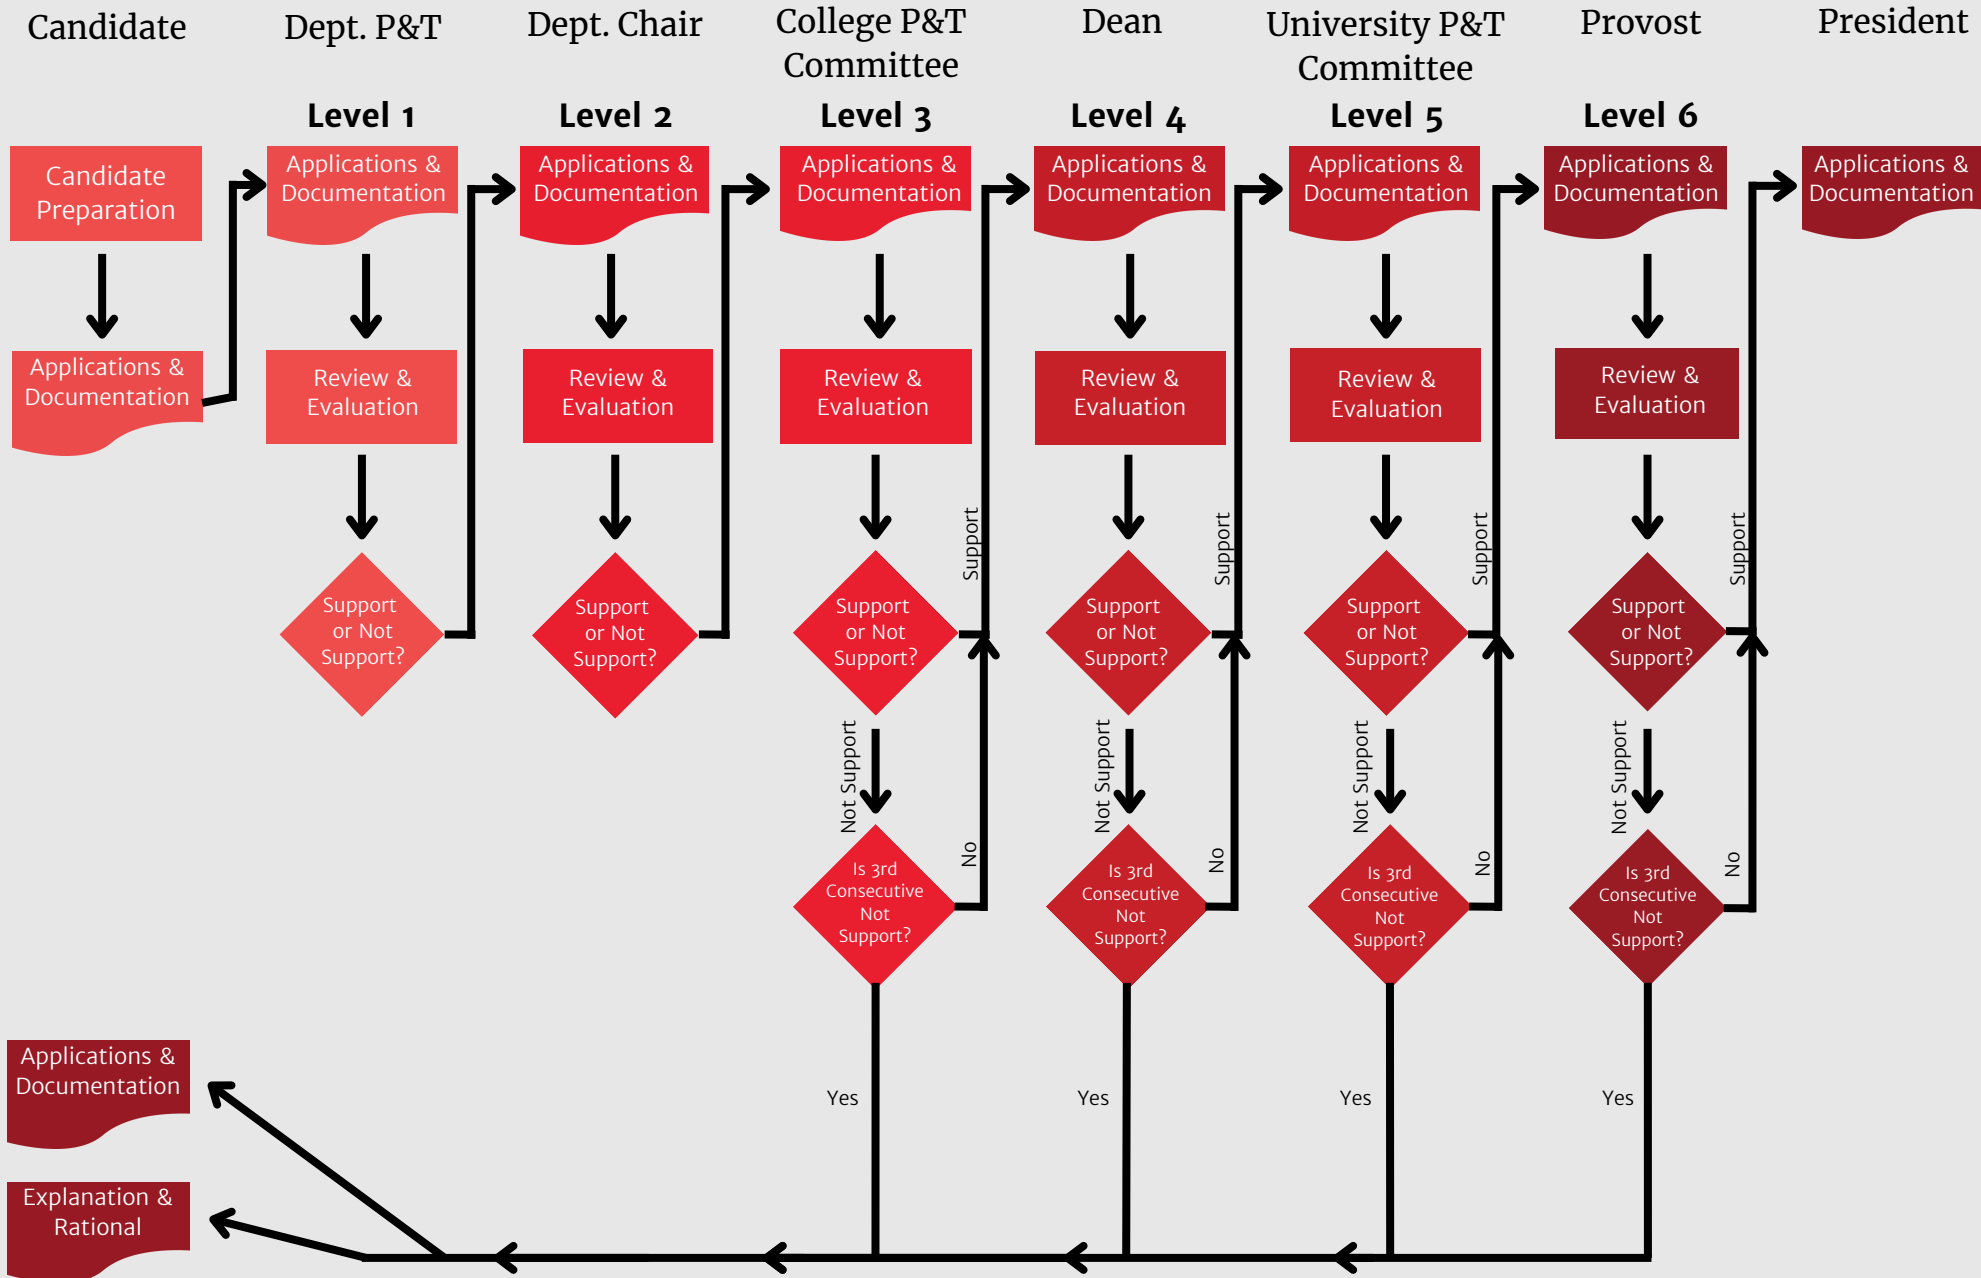 Candidate
Dept. P&T
Dept. Chair
College P&T
Committee
Dean
University P&T
Committee
Provost
President
Level 1
Level 2
Level 3
Level 4
Level 5
Level 6
Candidate
Preparation
Applications &
Documentation
Applications &
Documentation
Review &
Evaluation
Support
or Not
Support?
Applications &
Documentation
Review &
Evaluation
Support
or Not
Support?
Applications &
Documentation
Review &
Evaluation
Support
Support
or Not
Support?
Not Support
Is 3rd
Consecutive
Not
Support?
No
Yes
Applications &
Documentation
Review &
Evaluation
Support
Support
or Not
Support?
Not Support
Is 3rd
Consecutive
Not
Support?
No
Yes
Applications &
Documentation
Review &
Evaluation
Support
Support
or Not
Support?
Not Support
Is 3rd
Consecutive
Not
Support?
No
Yes
Applications &
Documentation
Review &
Evaluation
Support
Support
or Not
Support?
Not Support
Is 3rd
Consecutive
Not
Support?
No
Yes
Applications &
Documentation
Applications &
Documentation
Explanation &
Rational